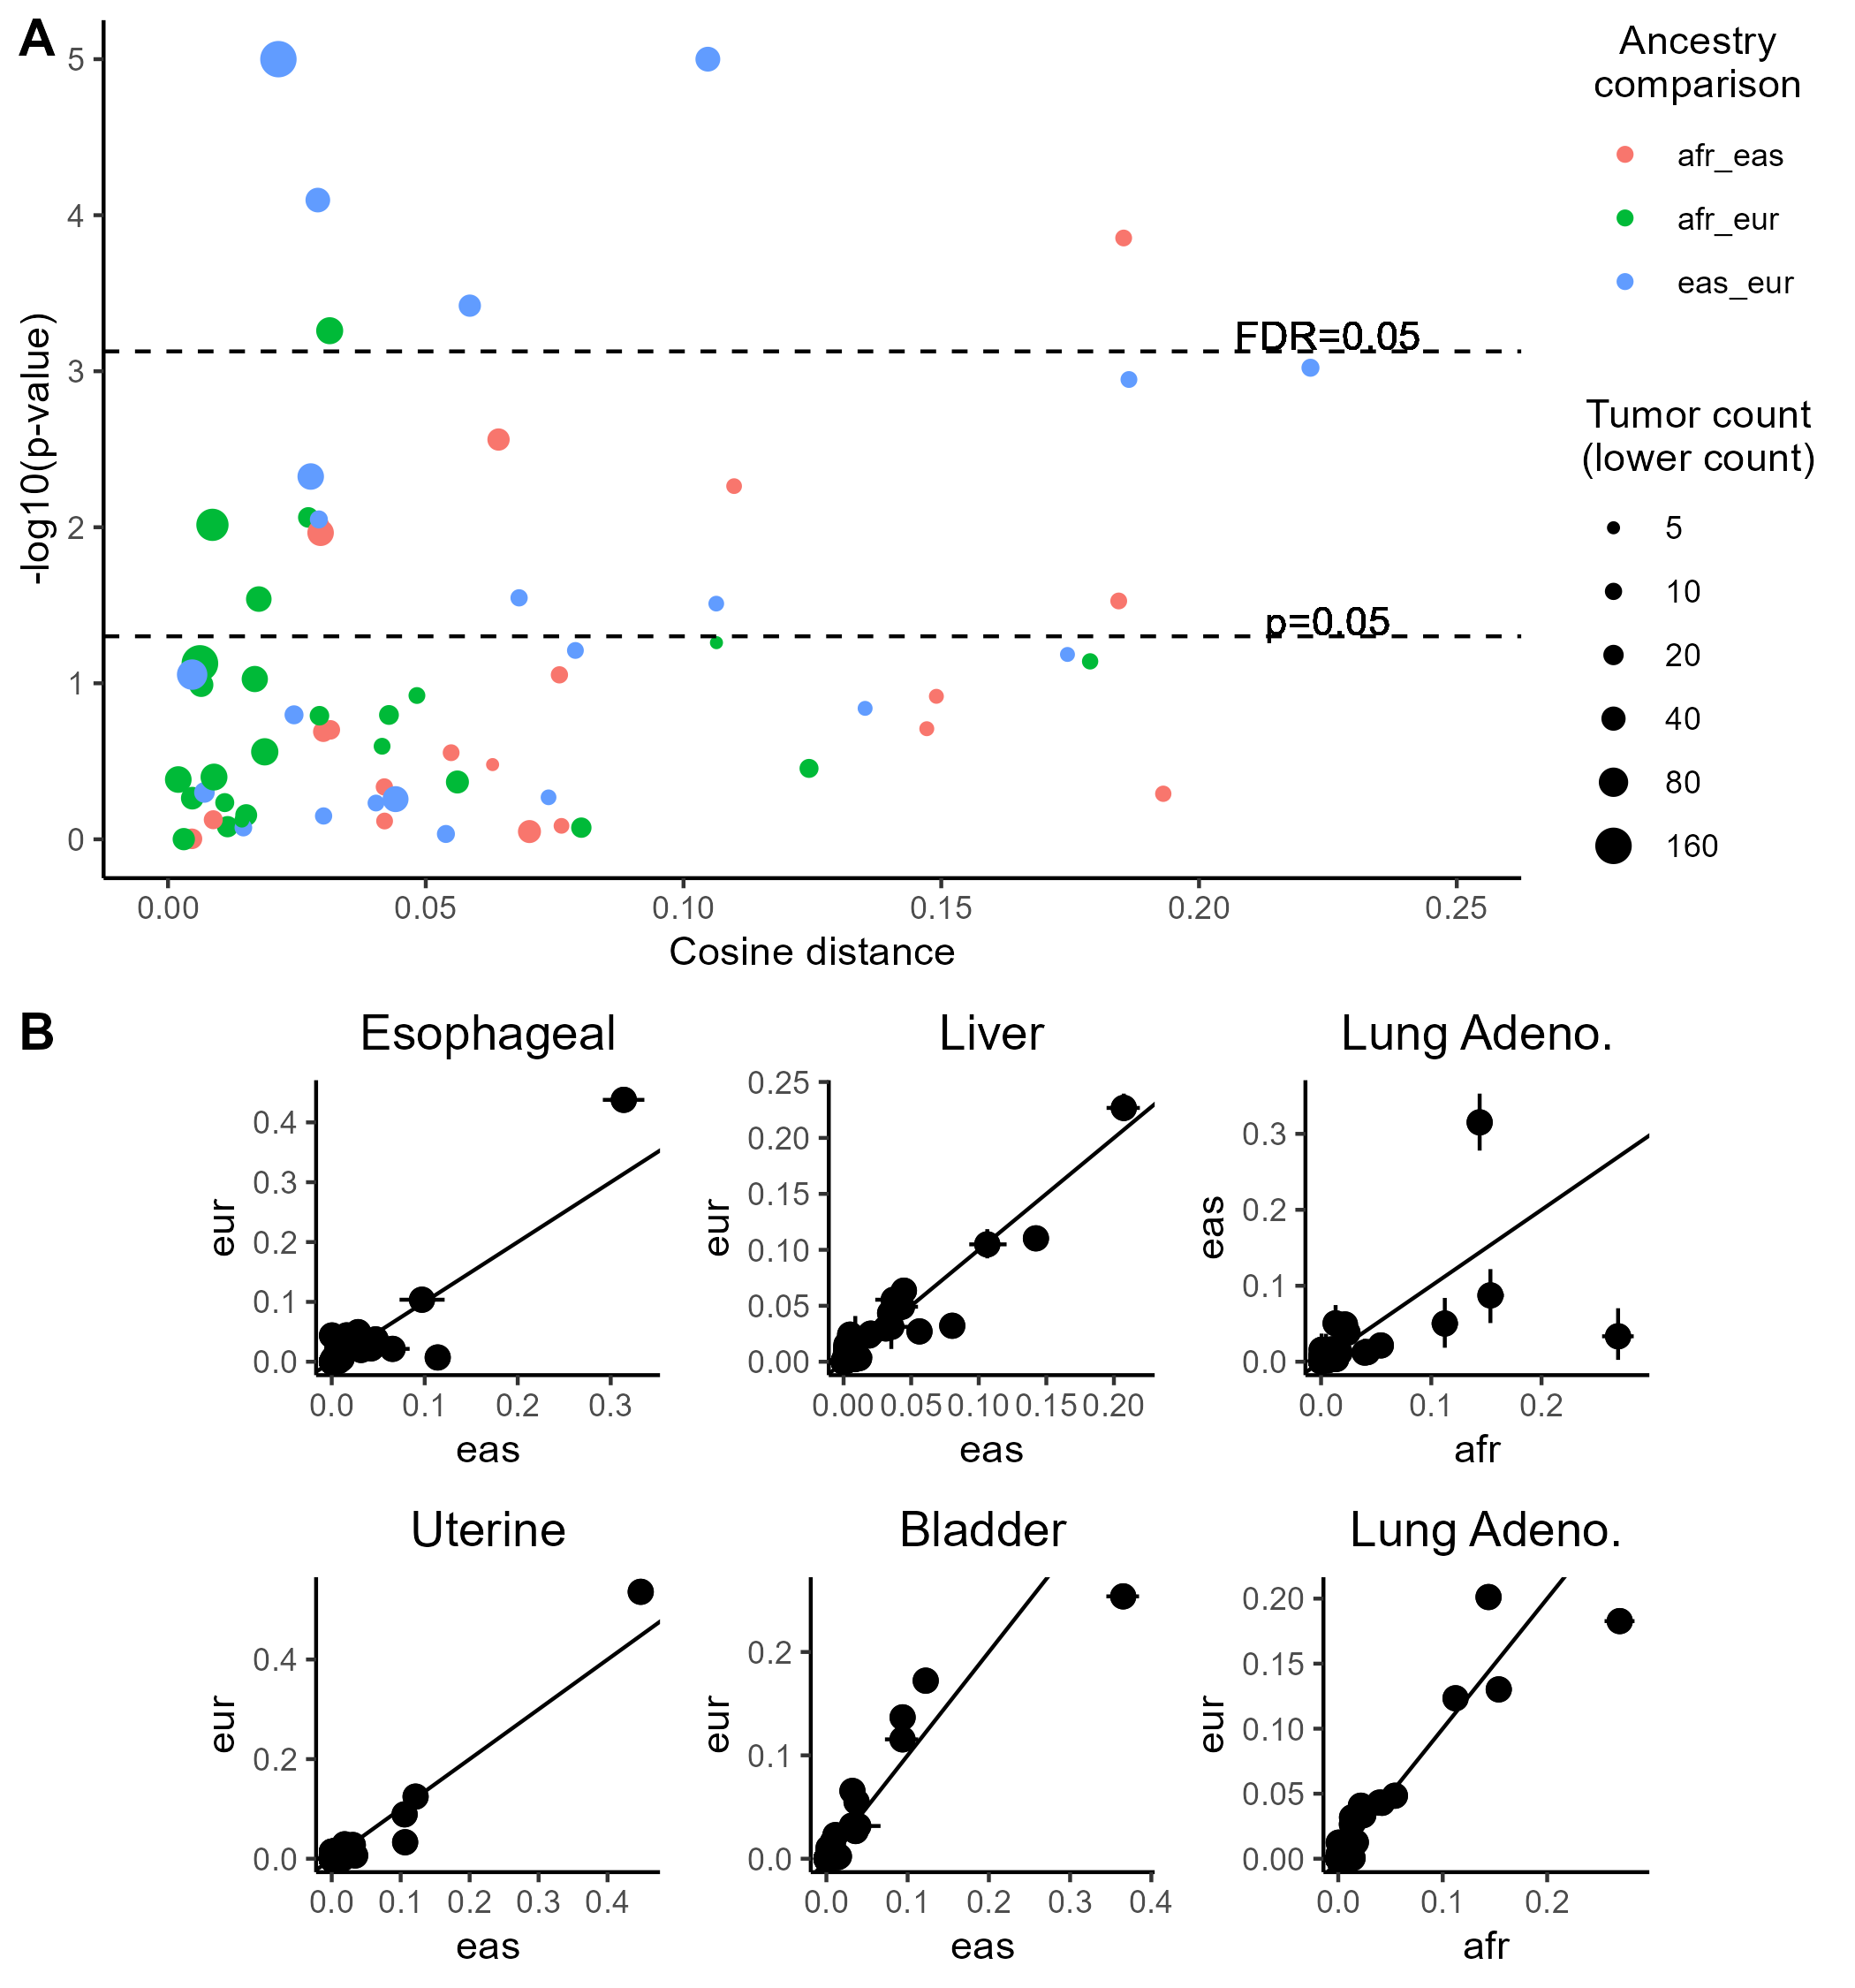 A
5
4
3
2
1
0
-log10(p-value)
FDR=0.05
p=0.05
0.00 0.05 0.10 0.15 0.20 0.25
Cosine distance
Ancestry
comparison
afr_eas
afr_eur
eas_eur
Tumor count
(lower count)
5
10
20
40
80
160
B
Esophageal
0.4
0.3
0.2
0.1
0.0
eur
0.0 0.1 0.2 0.3
eas
Liver
0.25
0.20
0.15
0.10
0.05
0.00
eur
0.00 0.05 0.10 0.15 0.20
eas
Lung Adeno.
0.3
0.2
0.1
0.0
eas
0.0 0.1 0.2
afr
Uterine
0.4
0.2
0.0
eur
0.0 0.1 0.2 0.3 0.4
eas
Bladder
0.2
0.1
0.0
eur
0.0 0.1 0.2 0.3 0.4
eas
Lung Adeno.
0.20
0.15
0.10
0.05
0.00
eur
0.0 0.1 0.2
afr